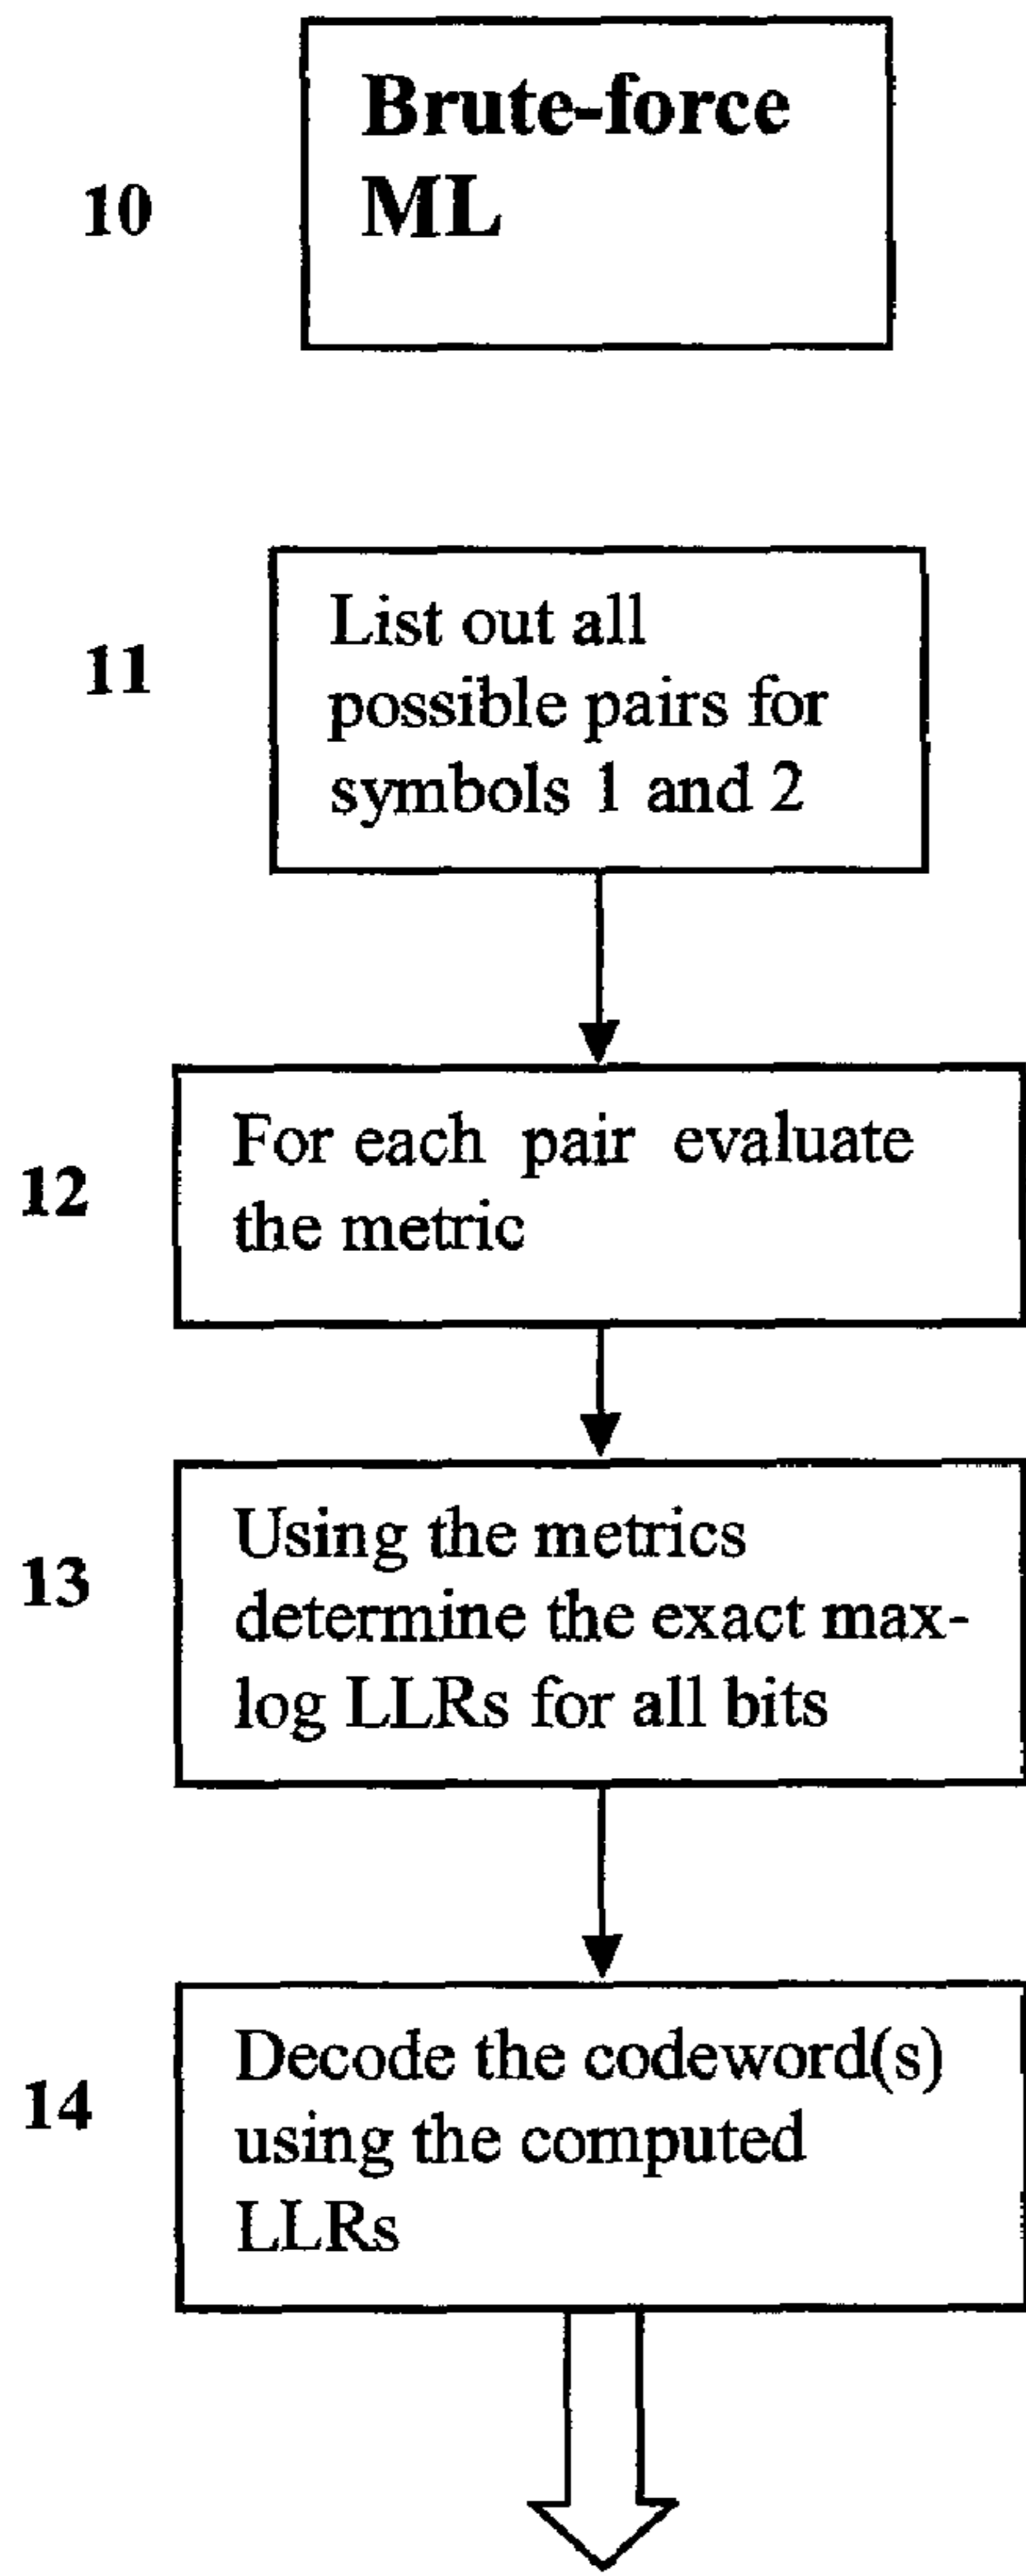 Brute-force
10
ML
11
List out all
possible pairs for
symbols 1 and 2
12
For each pair evaluate
the metric
13
Using the metrics
determine the exact max-
log LLRs for all bits
14
Decode the codeword(s)
using the computed
LLRs